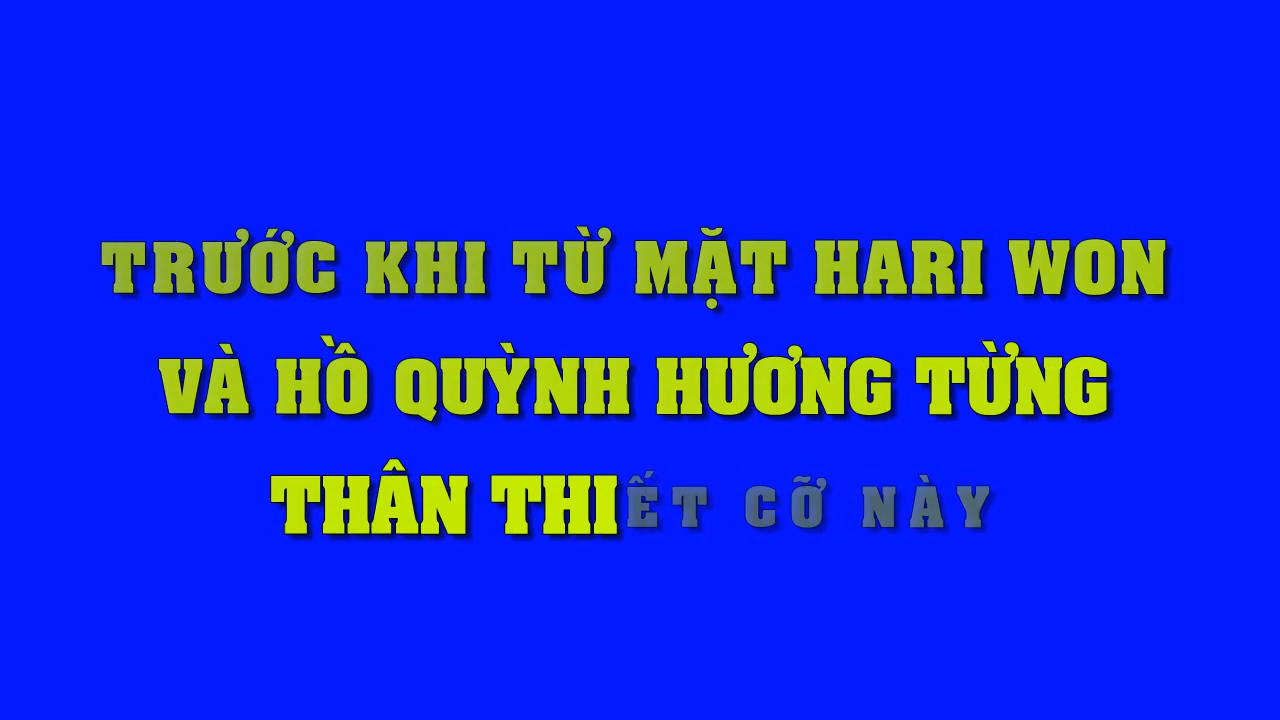 TRƯỚC KHI TỪ MẶT HARI WON
VÀ HỒ QUỲNH HƯƠNG TỪNG
THÂN THIẾT CỠ NÀY